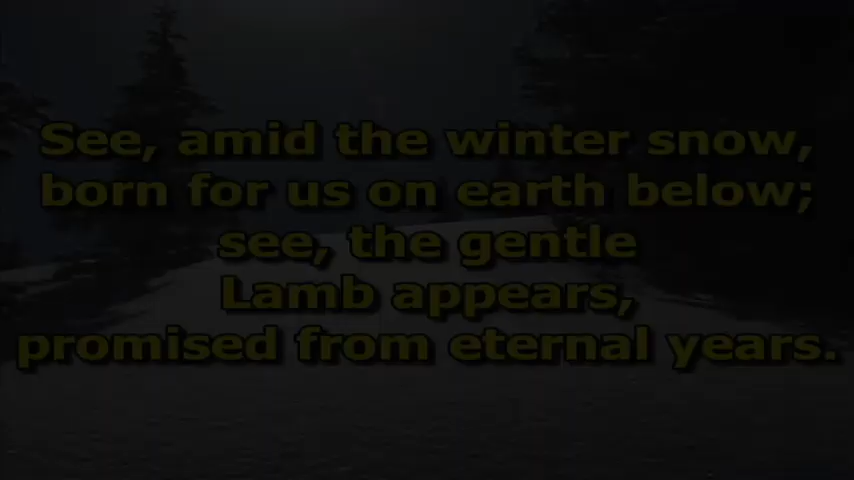 See, amid the winter snow,
born for us on earth below;
see, the gentle
Lamb appears,
promised from eternal years.